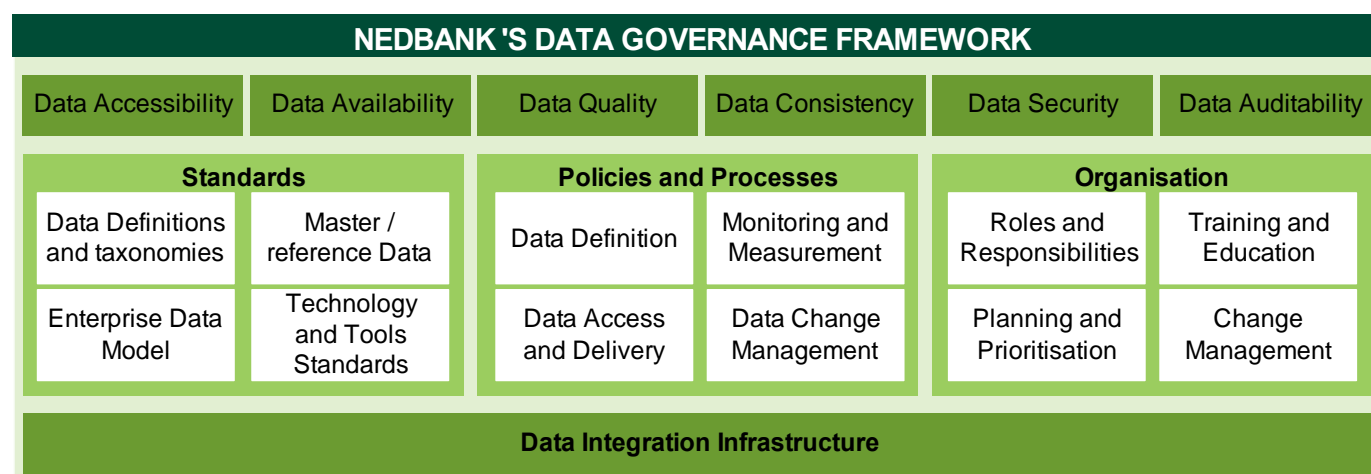 NEDBANK 'S DATA GOVERNANCE FRAMEWORK
Data Accessibility
Data Availability
Data Quality
Data Consistency
Data Security
Data Auditability
Standards
Data Definitions
and taxonomies
Master /
reference Data
Enterprise Data
Model
Technology
and Tools
Standards
Policies and Processes
Data Definition
Monitoring and
Measurement
Data Access
and Delivery
Data Change
Management
Organisation
Roles and
Responsibilities
Training and
Education
Planning and
Prioritisation
Change
Management
Data Integration Infrastructure